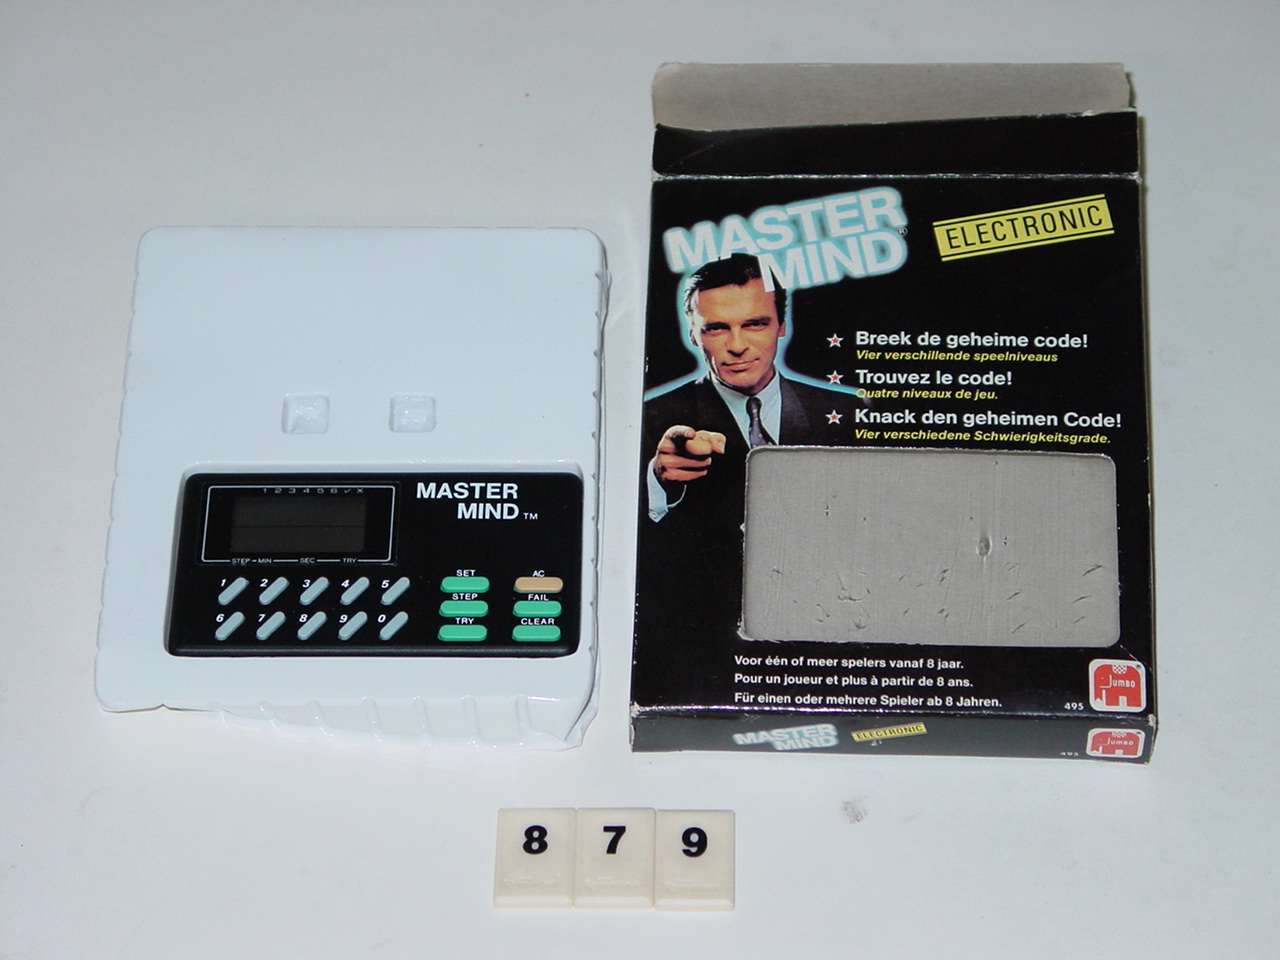 MASTER
MIND®
ELECTRONIC
Breek de geheime code!
Vier verschillende speelniveaus
Trouvez le code!
Quatre niveaux de jeu.
Knack den geheimen Code!
Vier verschiedene Schwierigkeitsgrade.
Voor één of meer spelers vanaf 8 jaar.
Pour un joueur et plus à partir de 8 ans.
Für einen oder mehrere Spieler ab 8 Jahren.
495
JUMBO
MASTER
MIND
ELECTRONIC
495
JUMBO
1 2 3 4 5 6 ✓ X
MASTER
MIND™
STEP – MIN SEC TRY
1 2 3 4 5
6 7 8 9 0
SET AC
STEP FAIL
TRY CLEAR
8 7 9